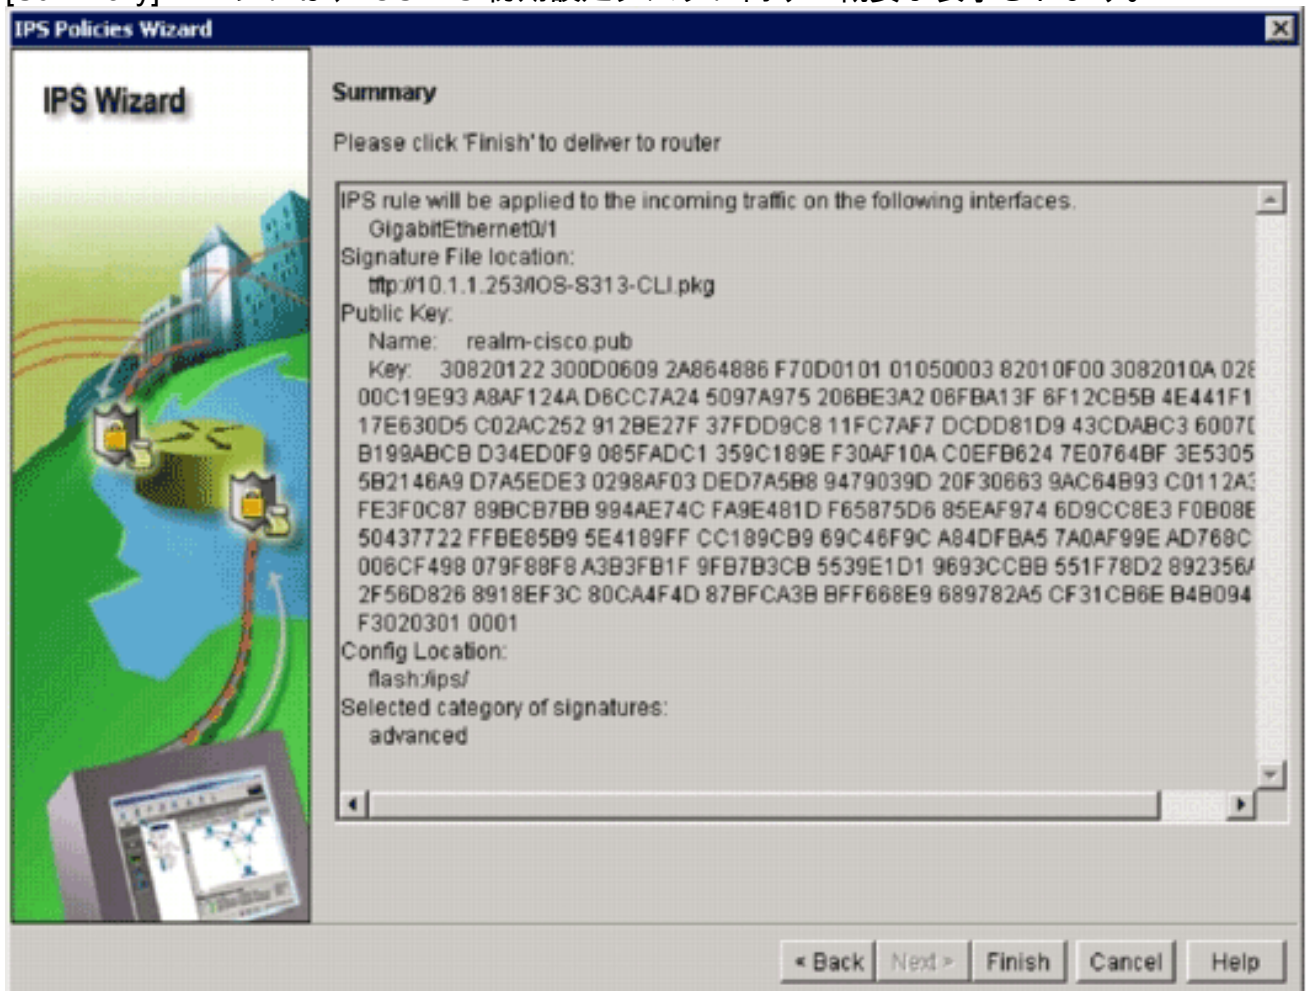 IPS Policies Wizard
IPS Wizard
Summary
Please click 'Finish' to deliver to router
IPS rule will be applied to the incoming traffic on the following interfaces.
GigabitEthernet0/1
Signature File location:
tftp://10.1.1.253/IOS-S313-CLI.pkg
Public Key:
Name: realm-cisco.pub
Key: 30820122 300D0609 2A864886 F70D0101 01050003 82010F00 3082010A 028
00C19E93 A8AF124A D6CC7A24 5097A975 206BE3A2 06FBA13F 6F12CB5B 4E441F1
17E630D5 C02AC252 912BE27F 37FDD9C8 11FC7AF7 DCDD81D9 43CDABC3 6007D
B199ABCB D34ED0F9 085FADC1 359C189E F30AF10A C0EFB624 7E0764BF 3E5305
5B2146A9 D7A5EDE3 0298AF03 DED7A5B8 9479039D 20F30663 9AC64B93 C0112A3
FE3F0C87 89BCB7BB 994AE74C FA9E481D F65875D6 85EAF974 6D9CC8E3 F0B08E
50437722 FFBE85B9 5E4189FF CC189CB9 69C46F9C A84DFBA5 7A0AF99E AD768C
006CF498 079F88F8 A3B3FB1F 9FB7B3CB 5539E1D1 9693CCBB 551F78D2 892356
2F56D826 8918EF3C 80CA4F4D 87BFCA3B BFF668E9 689782A5 CF31CB6E B4B094
F3020301 0001
Config Location:
flash:/ips/
Selected category of signatures:
advanced
< Back Next > Finish Cancel Help